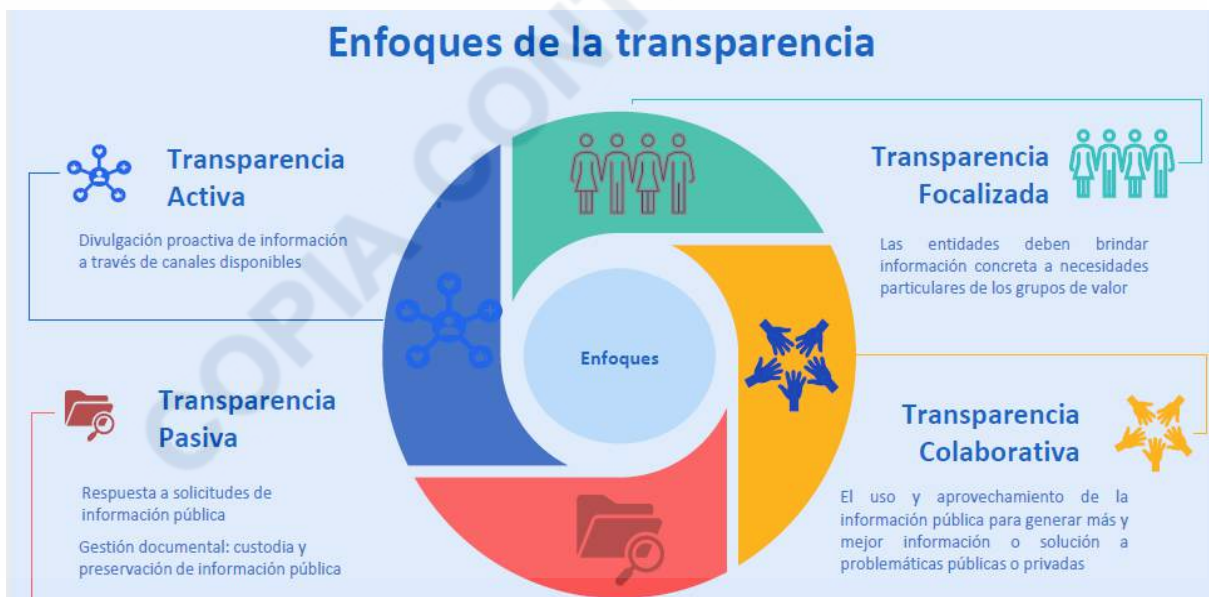 Enfoques de la transparencia
Transparencia
Activa
Divulgación proactiva de información
a través de canales disponibles
Transparencia
Focalizada
Las entidades deben brindar
información concreta a necesidades
particulares de los grupos de valor
Enfoques
Transparencia
Pasiva
Respuesta a solicitudes de
información pública
Gestión documental: custodia y
preservación de información pública
Transparencia
Colaborativa
El uso y aprovechamiento de la
información pública para generar más y
mejor información o solución a
problemáticas públicas o privadas
COPIA CONT